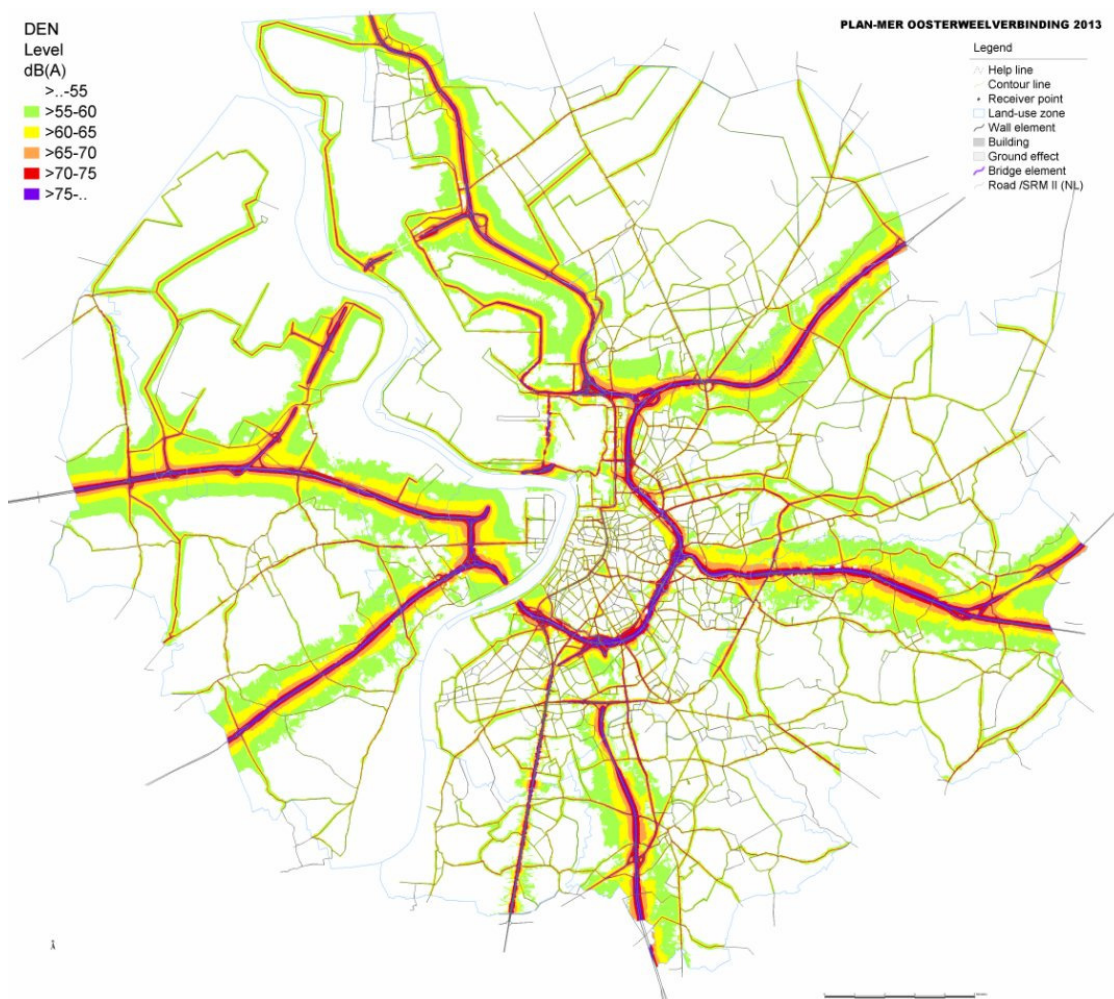 DEN
Level
dB(A)
>..-55
>55-60
>60-65
>65-70
>70-75
>75-..
PLAN-MER OOSTERWEELVERBINDING 2013
Legend
Help line
Contour line
Receiver point
Land-use zone
Wall element
Building
Ground effect
Bridge element
Road /SRM II (NL)